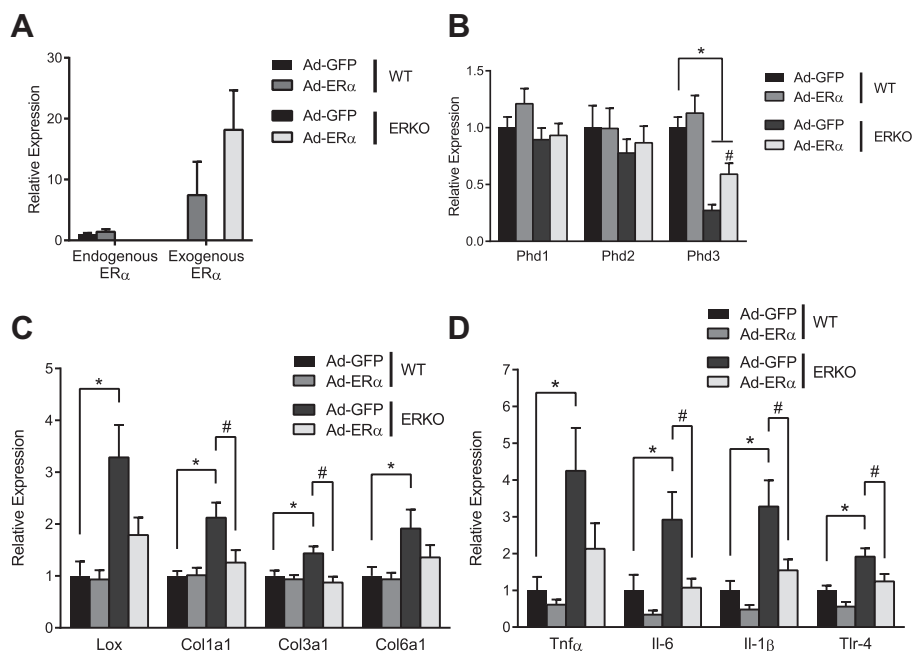 A
Relative Expression
30
20
10
0
Endogenous
ERα
Exogenous
ERα
Ad-GFP
Ad-ERα
WT
Ad-GFP
Ad-ERα
ERKO
B
Relative Expression
1.5
1.0
0.5
0.0
*
#
Phd1 Phd2 Phd3
Ad-GFP
Ad-ERα
WT
Ad-GFP
Ad-ERα
ERKO
C
Relative Expression
5
4
3
2
1
0
Ad-GFP
Ad-ERα
WT
Ad-GFP
Ad-ERα
ERKO
*
* #
* #
*
Lox Col1a1 Col3a1 Col6a1
D
Relative Expression
7
6
5
4
3
2
1
0
Ad-GFP
Ad-ERα
WT
Ad-GFP
Ad-ERα
ERKO
*
* #
* #
* #
Tnfα Il-6 Il-1β Tlr-4